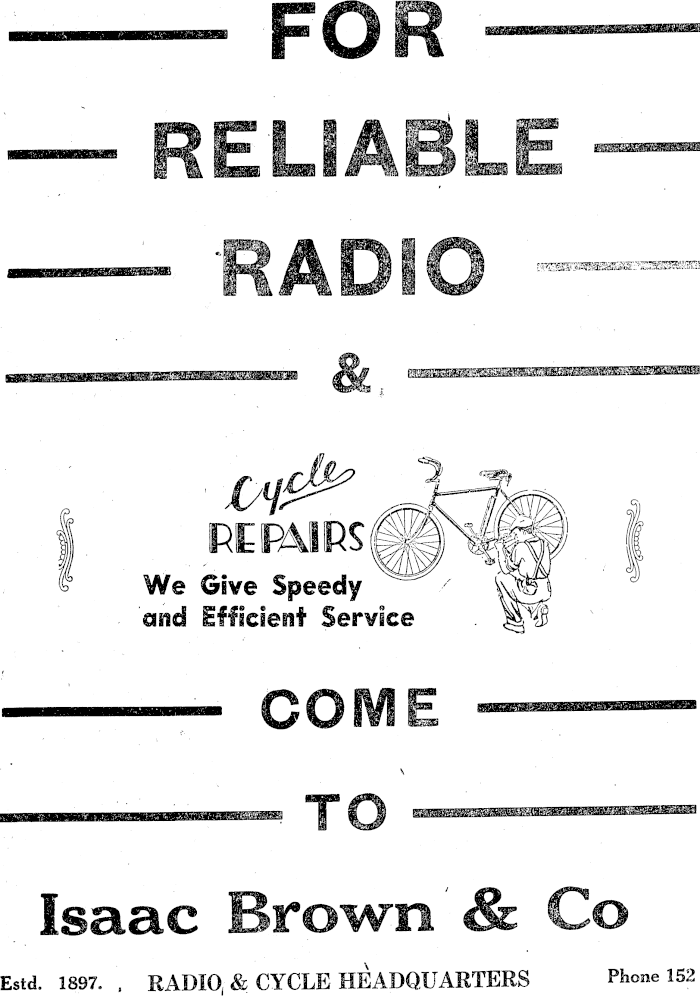 FOR
RELIABLE
RADIO
&
Cycle
REPAIRS
We Give Speedy
and Efficient Service
COME
TO
Isaac Brown & Co
Estd. 1897. RADIO & CYCLE HEADQUARTERS Phone 152